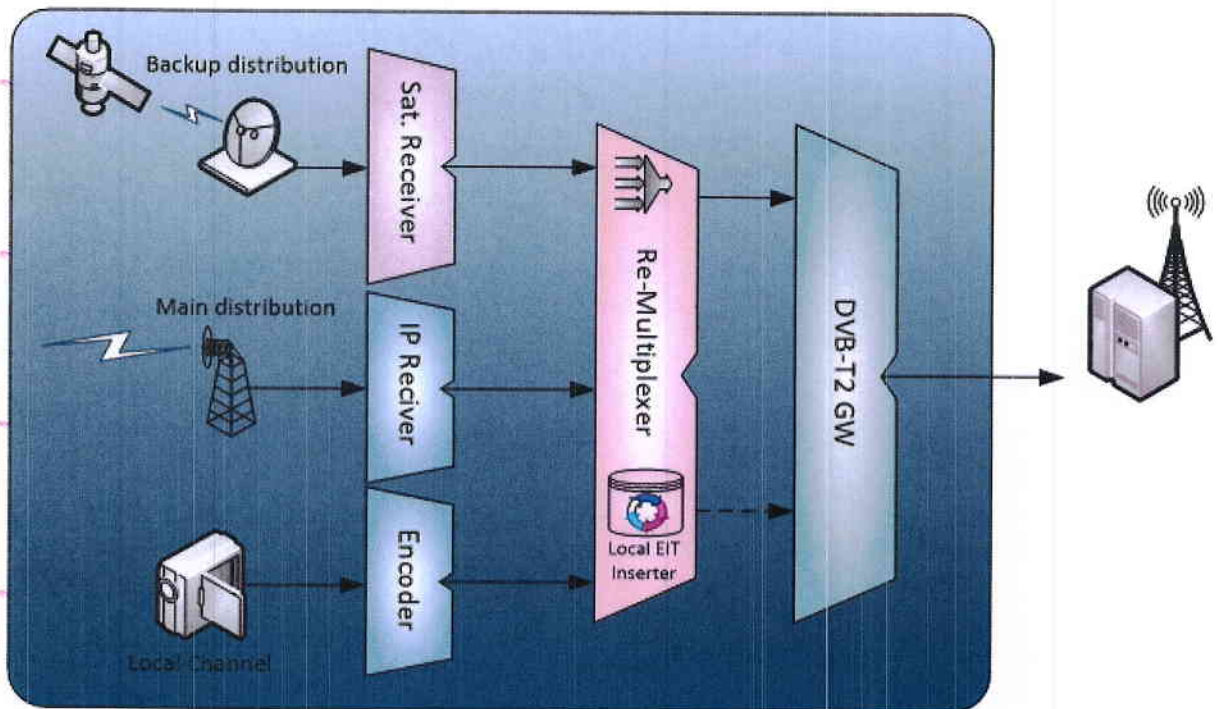 Backup distribution
Sat. Receiver
Main distribution
IP Reciver
Local Channel
Encoder
Re-Multiplexer
Local EIT
Inserter
DVB-T2 GW